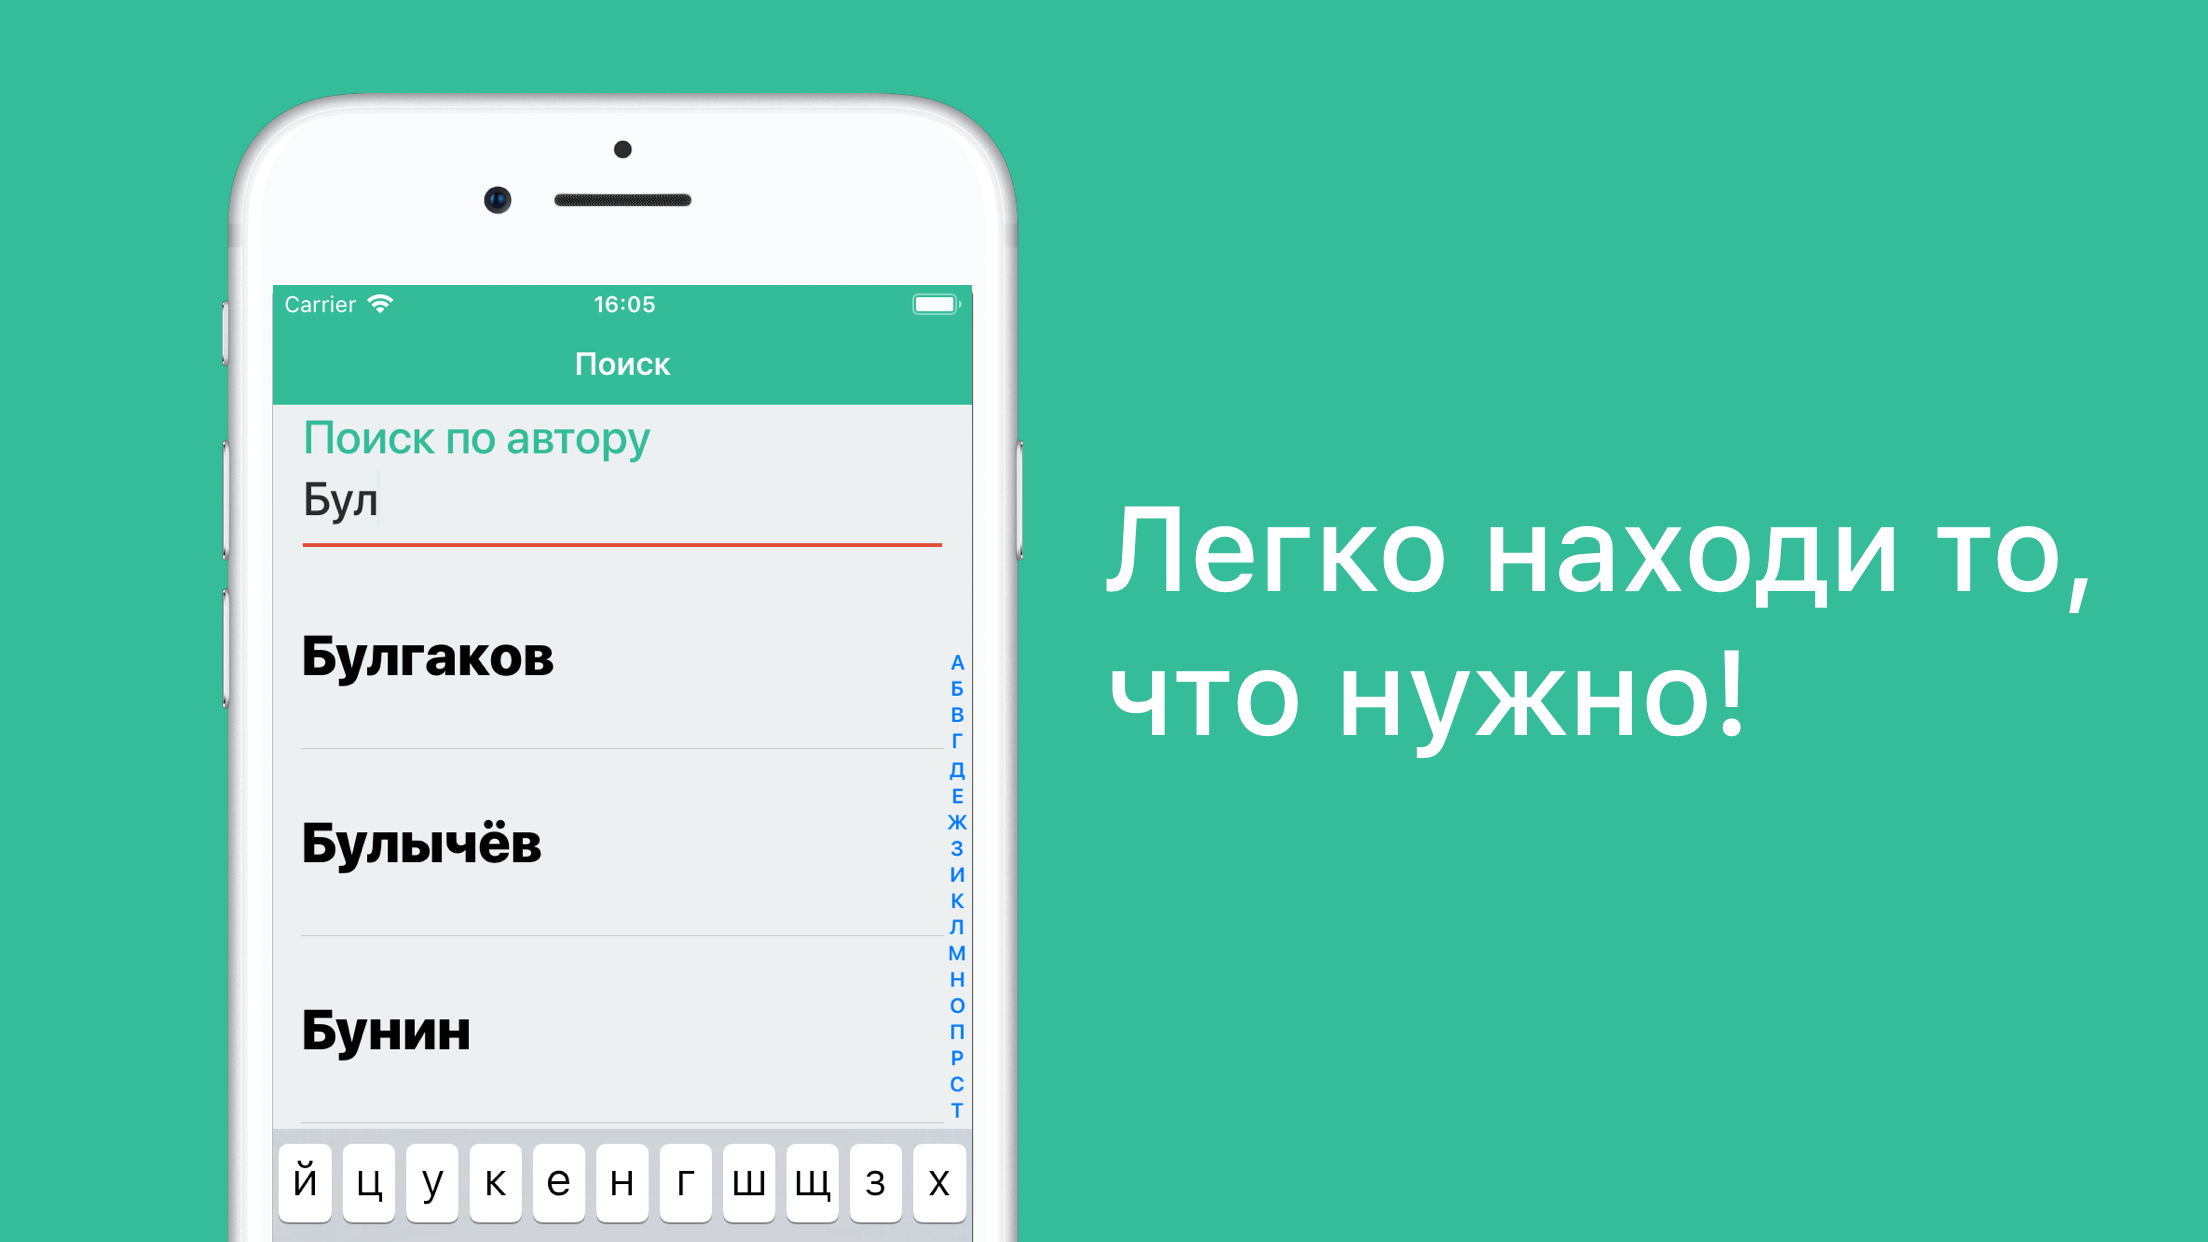 Carrier 16:05
Поиск
Поиск по автору
Бул
Булгаков
Булычёв
Бунин
А
Б
В
Г
Д
Е
Ж
З
И
К
Л
М
Н
О
П
Р
С
Т
й ц у к е н г ш щ з х
Легко находи то,
что нужно!